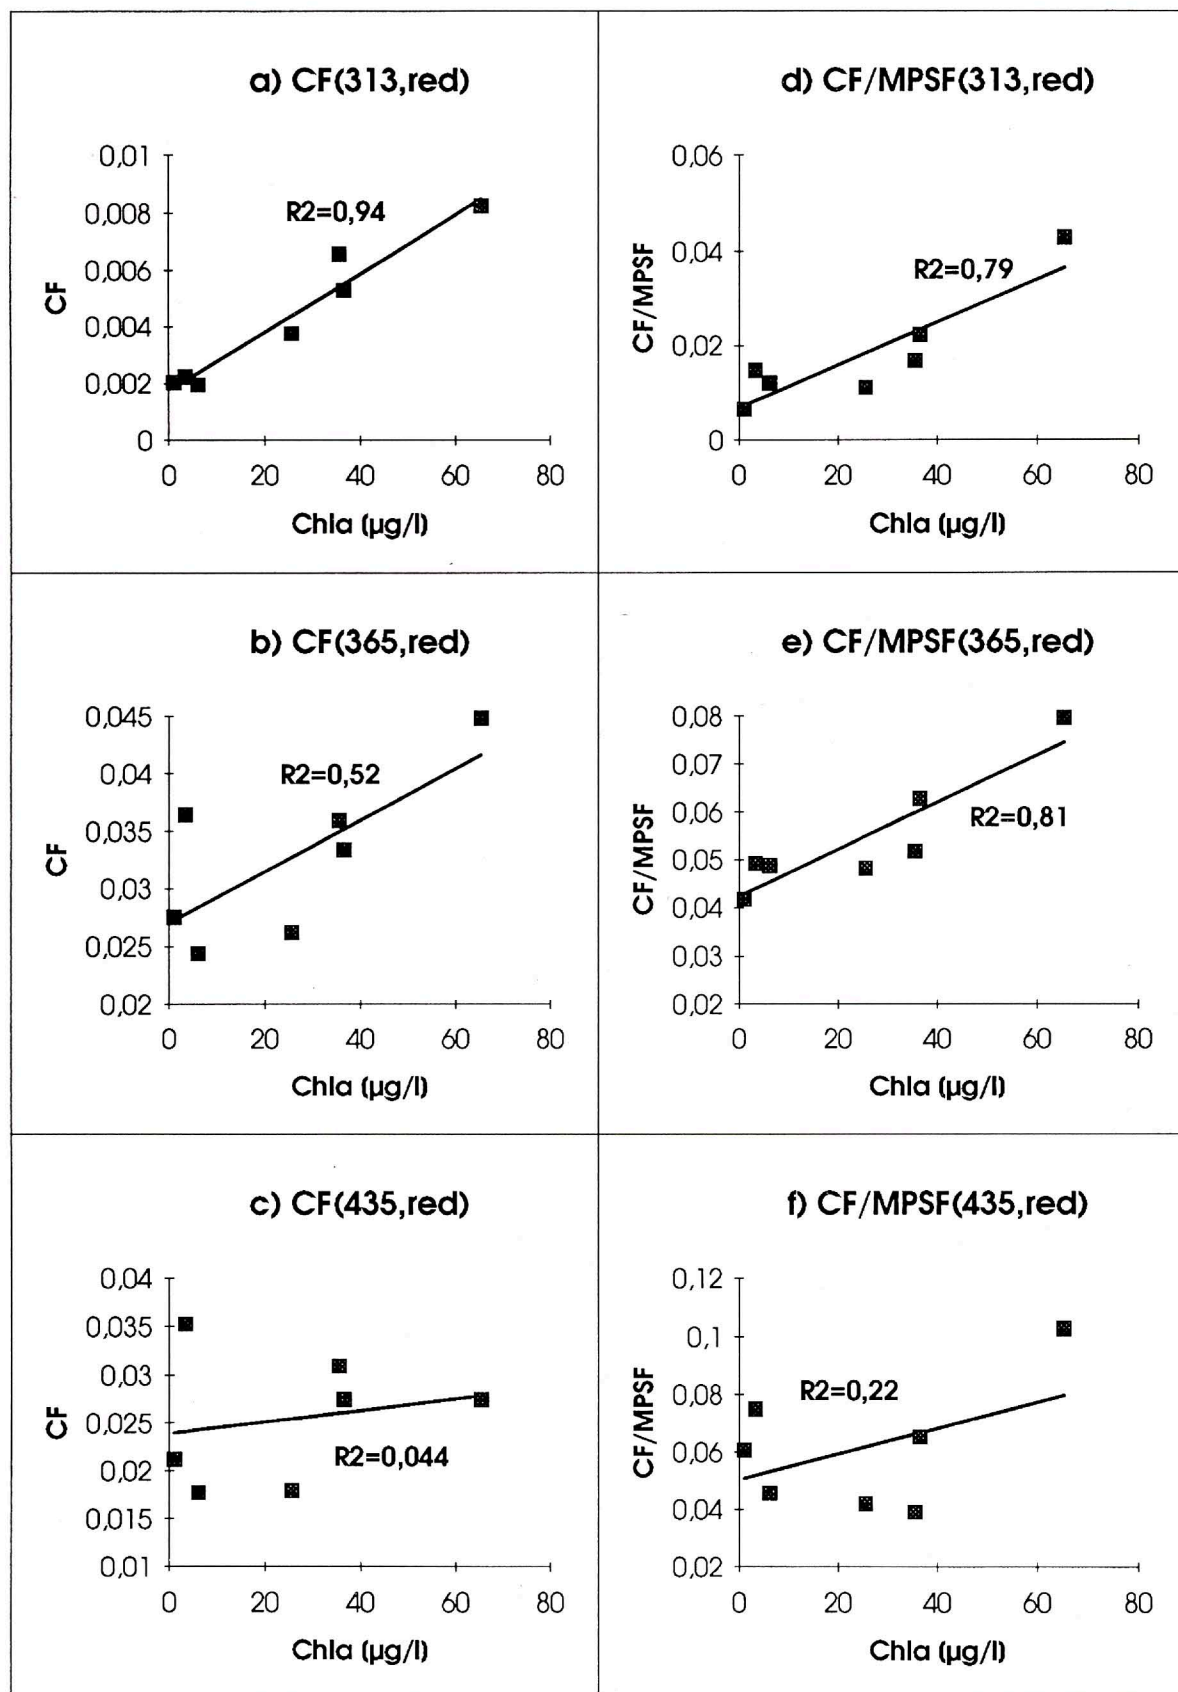 a) CF(313,red)
0,01
0,008
0,006
0,004
0,002
0
CF
R2=0,94
0 20 40 60 80
Chla (µg/l)
d) CF/MPSF(313,red)
0,06
0,04
0,02
0
CF/MPSF
R2=0,79
0 20 40 60 80
Chla (µg/l)
b) CF(365,red)
0,045
0,04
0,035
0,03
0,025
0,02
CF
R2=0,52
0 20 40 60 80
Chla (µg/l)
e) CF/MPSF(365,red)
0,08
0,07
0,06
0,05
0,04
0,03
0,02
CF/MPSF
R2=0,81
0 20 40 60 80
Chla (µg/l)
c) CF(435,red)
0,04
0,035
0,03
0,025
0,02
0,015
0,01
CF
R2=0,044
0 20 40 60 80
Chla (µg/l)
f) CF/MPSF(435,red)
0,12
0,1
0,08
0,06
0,04
0,02
CF/MPSF
R2=0,22
0 20 40 60 80
Chla (µg/l)